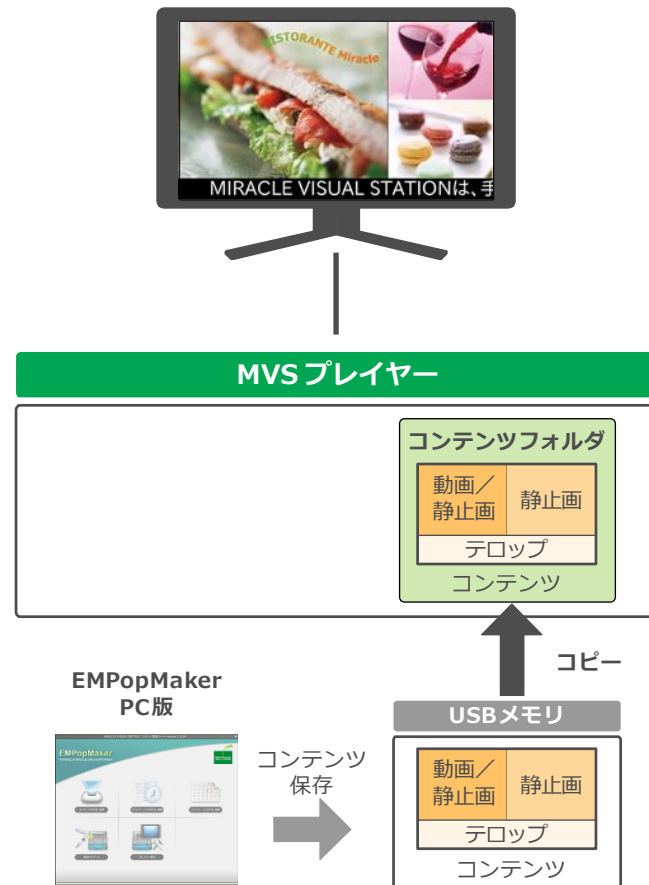 RISTORANTE Miracle
MIRACLE VISUAL STATIONは、手
MVS プレイヤー
コンテンツフォルダ
動画／
静止画
静止画
テロップ
コンテンツ
コピー
EMPopMaker
PC版
USBメモリ
EMPopMaker
コンテンツ
保存
動画／
静止画
静止画
テロップ
コンテンツ